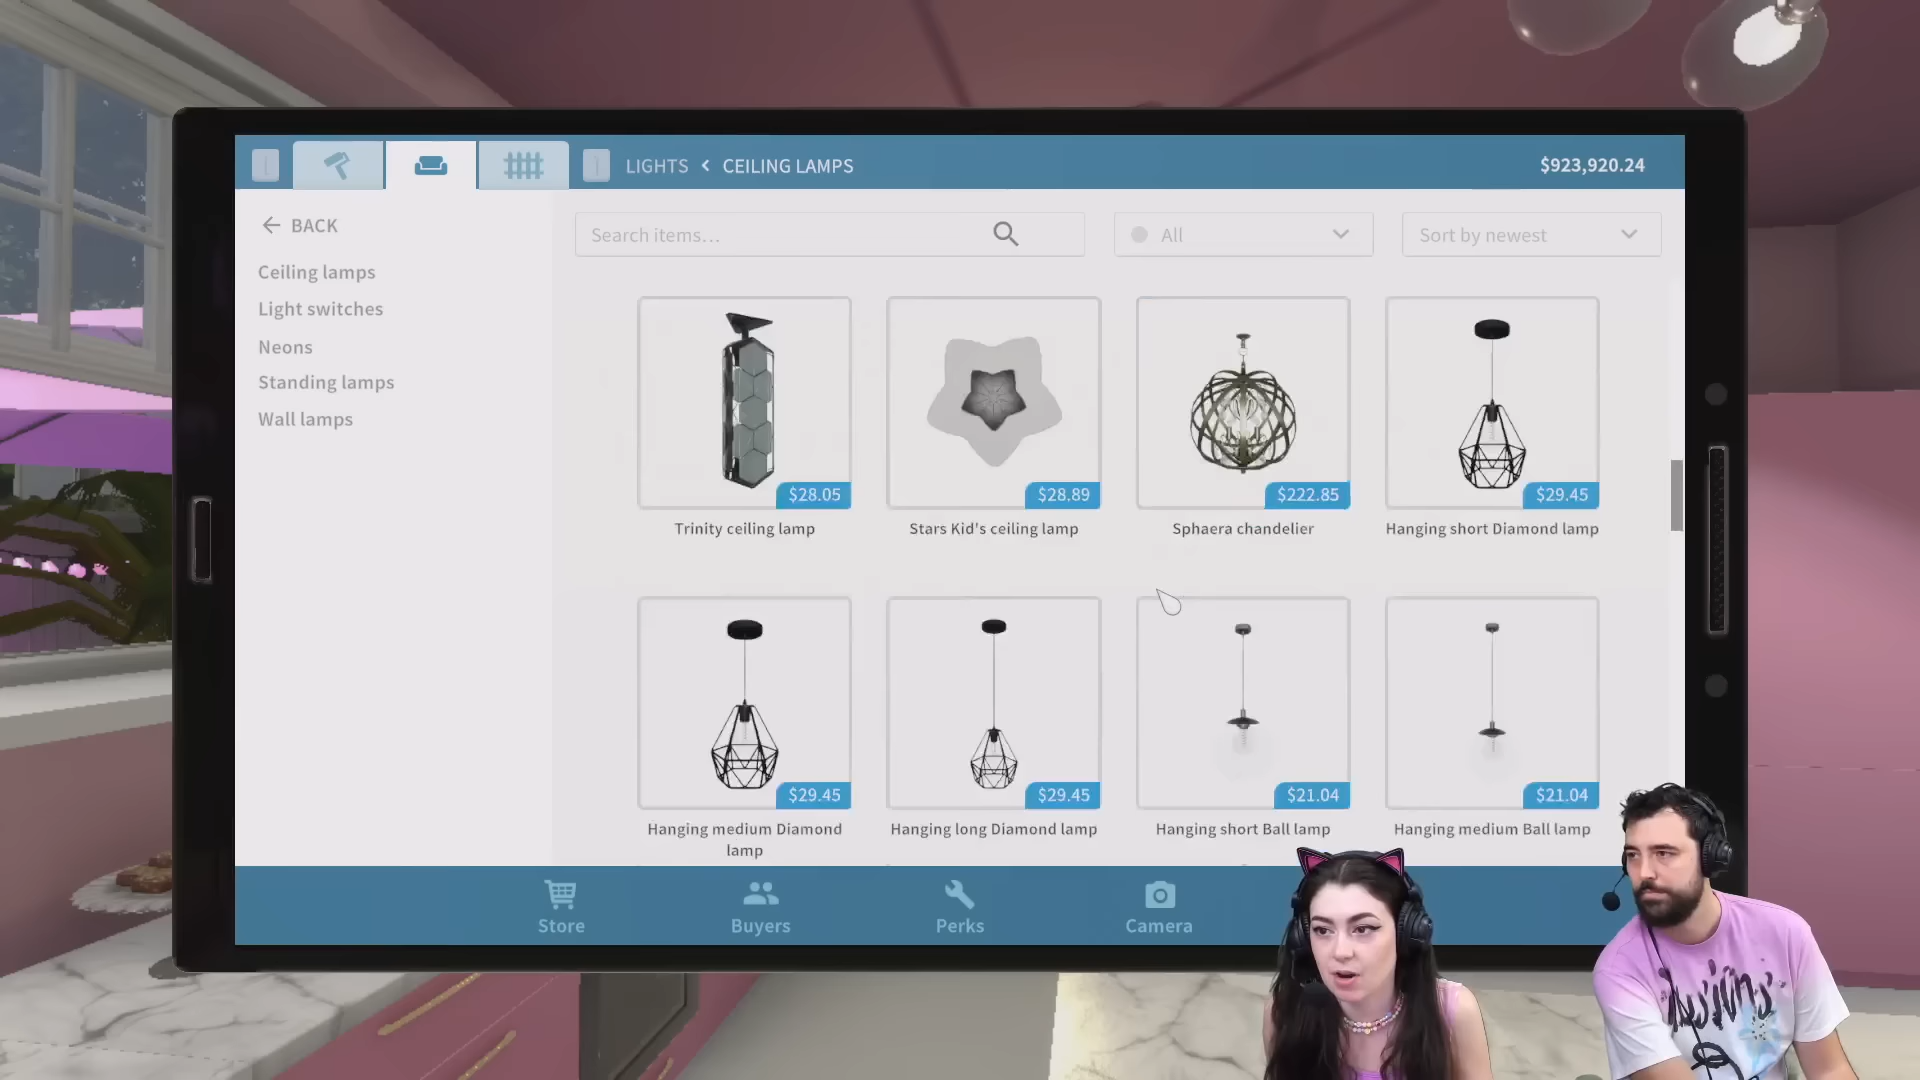 LIGHTS < CEILING LAMPS
$923,920.24
BACK
Search items...
All
Sort by newest
Ceiling lamps
Light switches
Neons
Standing lamps
Wall lamps
$28.05
$28.89
$222.85
$29.45
Trinity ceiling lamp
Stars Kid's ceiling lamp
Sphaera chandelier
Hanging short Diamond lamp
$29.45
$29.45
$21.04
$21.04
Hanging medium Diamond
lamp
Hanging long Diamond lamp
Hanging short Ball lamp
Hanging medium Ball lamp
Store
Buyers
Perks
Camera